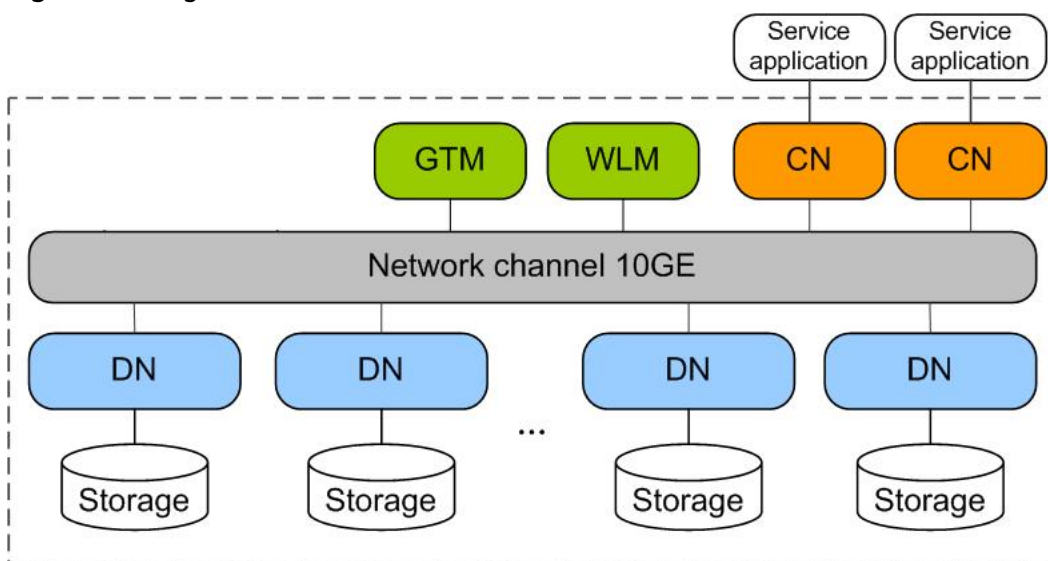 Service application
Service application
GTM
WLM
CN
CN
Network channel 10GE
DN
DN
DN
DN
...
Storage
Storage
Storage
Storage